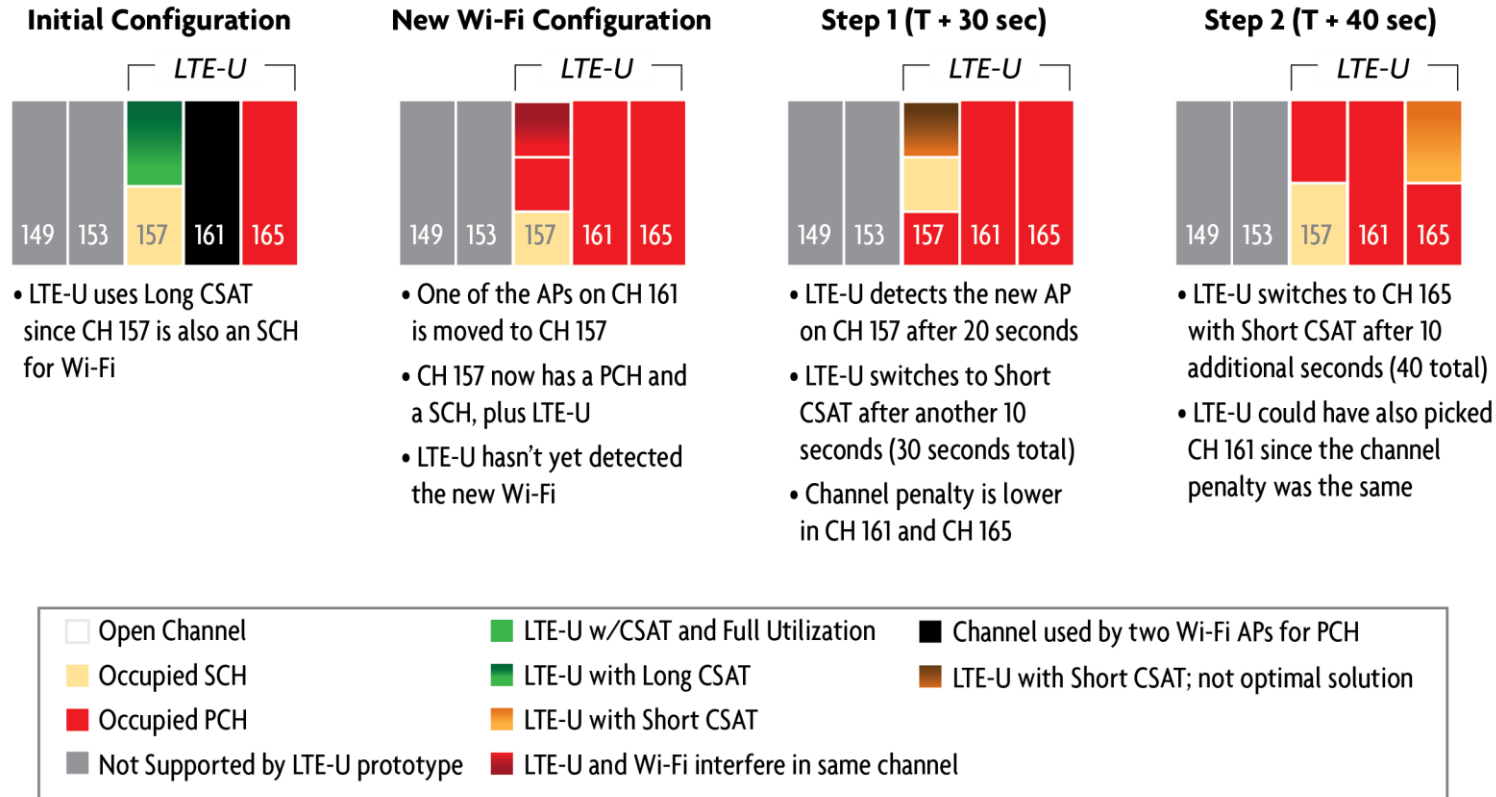 Initial Configuration
LTE-U
149 153 157 161 165
• LTE-U uses Long CSAT
since CH 157 is also an SCH
for Wi-Fi
New Wi-Fi Configuration
LTE-U
149 153 157 161 165
• One of the APs on CH 161
is moved to CH 157
• CH 157 now has a PCH and
a SCH, plus LTE-U
• LTE-U hasn’t yet detected
the new Wi-Fi
Step 1 (T + 30 sec)
LTE-U
149 153 157 161 165
• LTE-U detects the new AP
on CH 157 after 20 seconds
• LTE-U switches to Short
CSAT after another 10
seconds (30 seconds total)
• Channel penalty is lower
in CH 161 and CH 165
Step 2 (T + 40 sec)
LTE-U
149 153 157 161 165
• LTE-U switches to CH 165
with Short CSAT after 10
additional seconds (40 total)
• LTE-U could have also picked
CH 161 since the channel
penalty was the same
Open Channel
Occupied SCH
Occupied PCH
Not Supported by LTE-U prototype
LTE-U w/CSAT and Full Utilization
LTE-U with Long CSAT
LTE-U with Short CSAT
LTE-U and Wi-Fi interfere in same channel
Channel used by two Wi-Fi APs for PCH
LTE-U with Short CSAT; not optimal solution